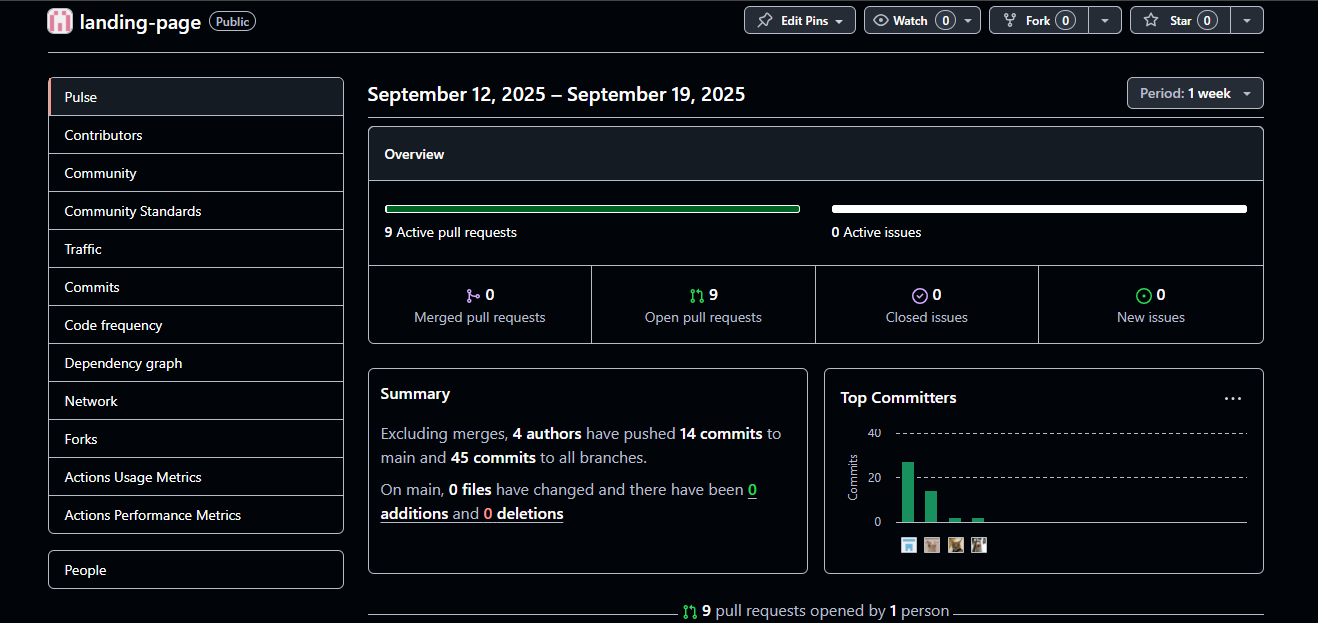 landing-page Public Edit Pins Watch 0 Fork 0 Star 0
Pulse
Contributors
Community
Community Standards
Traffic
Commits
Code frequency
Dependency graph
Network
Forks
Actions Usage Metrics
Actions Performance Metrics
People
September 12, 2025 – September 19, 2025 Period: 1 week
Overview
9 Active pull requests 0 Active issues
0 9 0 0
Merged pull requests Open pull requests Closed issues New issues
Summary
Excluding merges, 4 authors have pushed 14 commits to
main and 45 commits to all branches.
On main, 0 files have changed and there have been 0
additions and 0 deletions
Top Committers
40
20
0
Commits
9 pull requests opened by 1 person